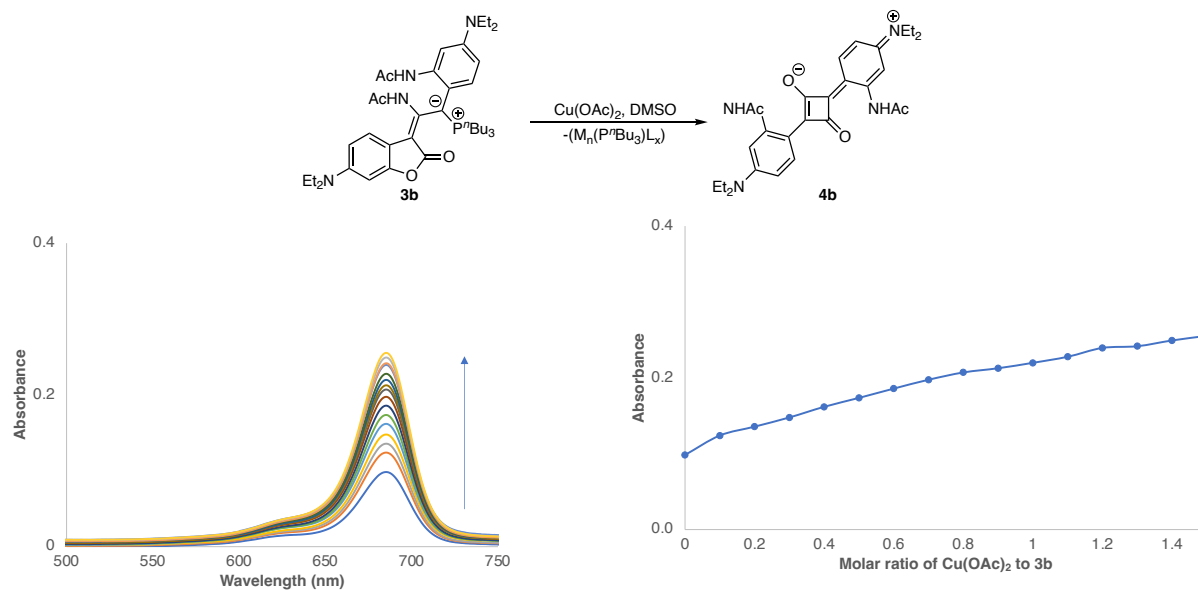 NEt₂
AcHN
AcHN
⊖
⊕
PⁿBu₃
O
O
Et₂N
3b
Cu(OAc)₂, DMSO
-(Mₙ(PⁿBu₃)Lₓ)
⊕
NEt₂
⊖
O
NHAc
NHAc
O
Et₂N
4b
0.4
0.2
0
Absorbance
500 550 600 650 700 750
Wavelength (nm)
0.4
0.2
0.0
Absorbance
0 0.2 0.4 0.6 0.8 1 1.2 1.4
Molar ratio of Cu(OAc)₂ to 3b